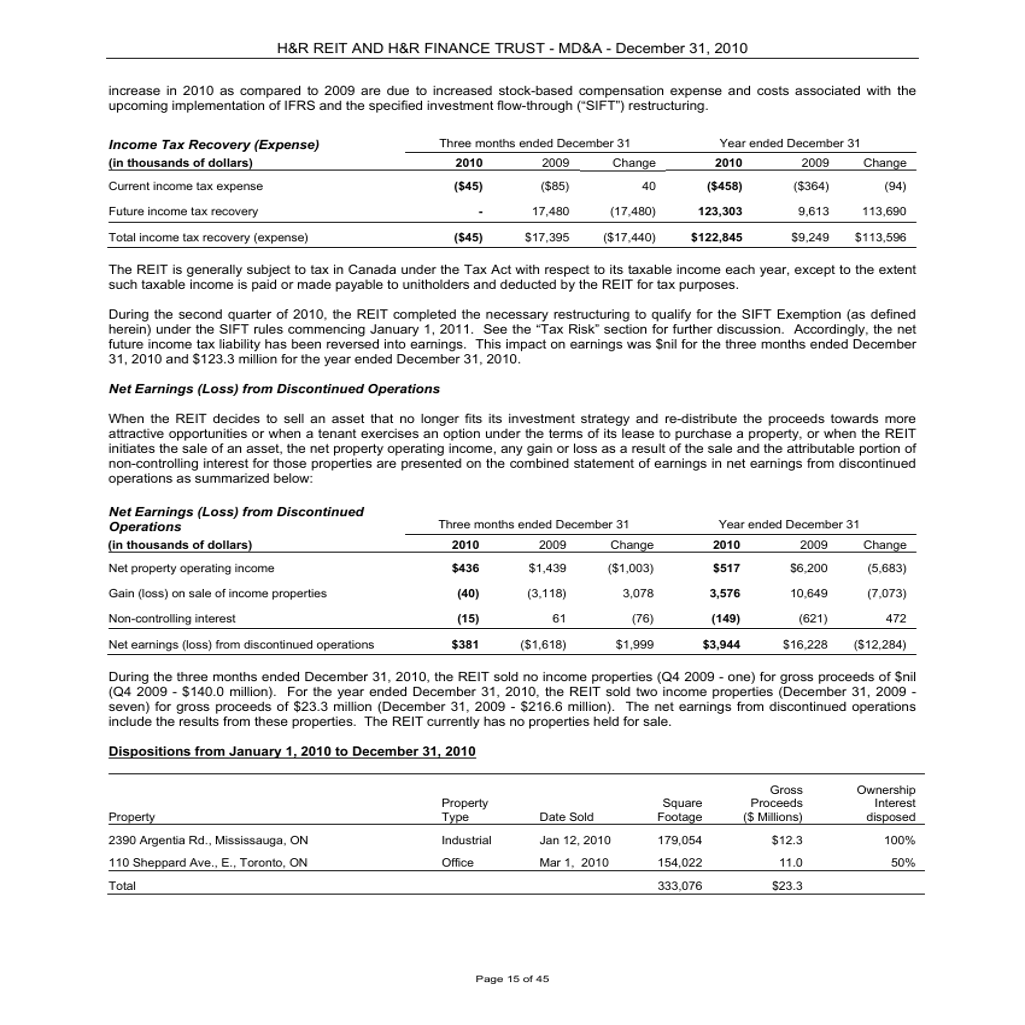 H&R REIT AND H&R FINANCE TRUST - MD&A - December 31, 2010
increase in 2010 as compared to 2009 are due to increased stock-based compensation expense and costs associated with the
upcoming implementation of IFRS and the specified investment flow-through (“SIFT”) restructuring.
Income Tax Recovery (Expense) Three months ended December 31 Year ended December 31
(in thousands of dollars) 2010 2009 Change 2010 2009 Change
Current income tax expense ($45) ($85) 40 ($458) ($364) (94)
Future income tax recovery - 17,480 (17,480) 123,303 9,613 113,690
Total income tax recovery (expense) ($45) $17,395 ($17,440) $122,845 $9,249 $113,596
The REIT is generally subject to tax in Canada under the Tax Act with respect to its taxable income each year, except to the extent
such taxable income is paid or made payable to unitholders and deducted by the REIT for tax purposes.
During the second quarter of 2010, the REIT completed the necessary restructuring to qualify for the SIFT Exemption (as defined
herein) under the SIFT rules commencing January 1, 2011. See the “Tax Risk” section for further discussion. Accordingly, the net
future income tax liability has been reversed into earnings. This impact on earnings was $nil for the three months ended December
31, 2010 and $123.3 million for the year ended December 31, 2010.
Net Earnings (Loss) from Discontinued Operations
When the REIT decides to sell an asset that no longer fits its investment strategy and re-distribute the proceeds towards more
attractive opportunities or when a tenant exercises an option under the terms of its lease to purchase a property, or when the REIT
initiates the sale of an asset, the net property operating income, any gain or loss as a result of the sale and the attributable portion of
non-controlling interest for those properties are presented on the combined statement of earnings in net earnings from discontinued
operations as summarized below:
Net Earnings (Loss) from Discontinued
Operations Three months ended December 31 Year ended December 31
(in thousands of dollars) 2010 2009 Change 2010 2009 Change
Net property operating income $436 $1,439 ($1,003) $517 $6,200 (5,683)
Gain (loss) on sale of income properties (40) (3,118) 3,078 3,576 10,649 (7,073)
Non-controlling interest (15) 61 (76) (149) (621) 472
Net earnings (loss) from discontinued operations $381 ($1,618) $1,999 $3,944 $16,228 ($12,284)
During the three months ended December 31, 2010, the REIT sold no income properties (Q4 2009 - one) for gross proceeds of $nil
(Q4 2009 - $140.0 million). For the year ended December 31, 2010, the REIT sold two income properties (December 31, 2009 -
seven) for gross proceeds of $23.3 million (December 31, 2009 - $216.6 million). The net earnings from discontinued operations
include the results from these properties. The REIT currently has no properties held for sale.
Dispositions from January 1, 2010 to December 31, 2010
Gross Ownership
Property Square Proceeds Interest
Property Type Date Sold Footage ($ Millions) disposed
2390 Argentia Rd., Mississauga, ON Industrial Jan 12, 2010 179,054 $12.3 100%
110 Sheppard Ave., E., Toronto, ON Office Mar 1, 2010 154,022 11.0 50%
Total 333,076 $23.3
Page 15 of 45